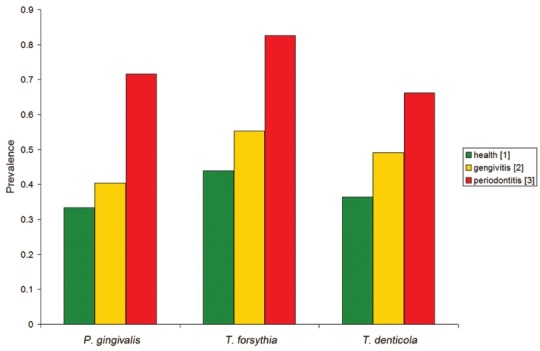 0.9
0.8
0.7
0.6
0.5
0.4
0.3
0.2
0.1
0
Prevalence
P. gingivalis
T. forsythia
T. denticola
health [1]
gengivitis [2]
periodontitis [3]